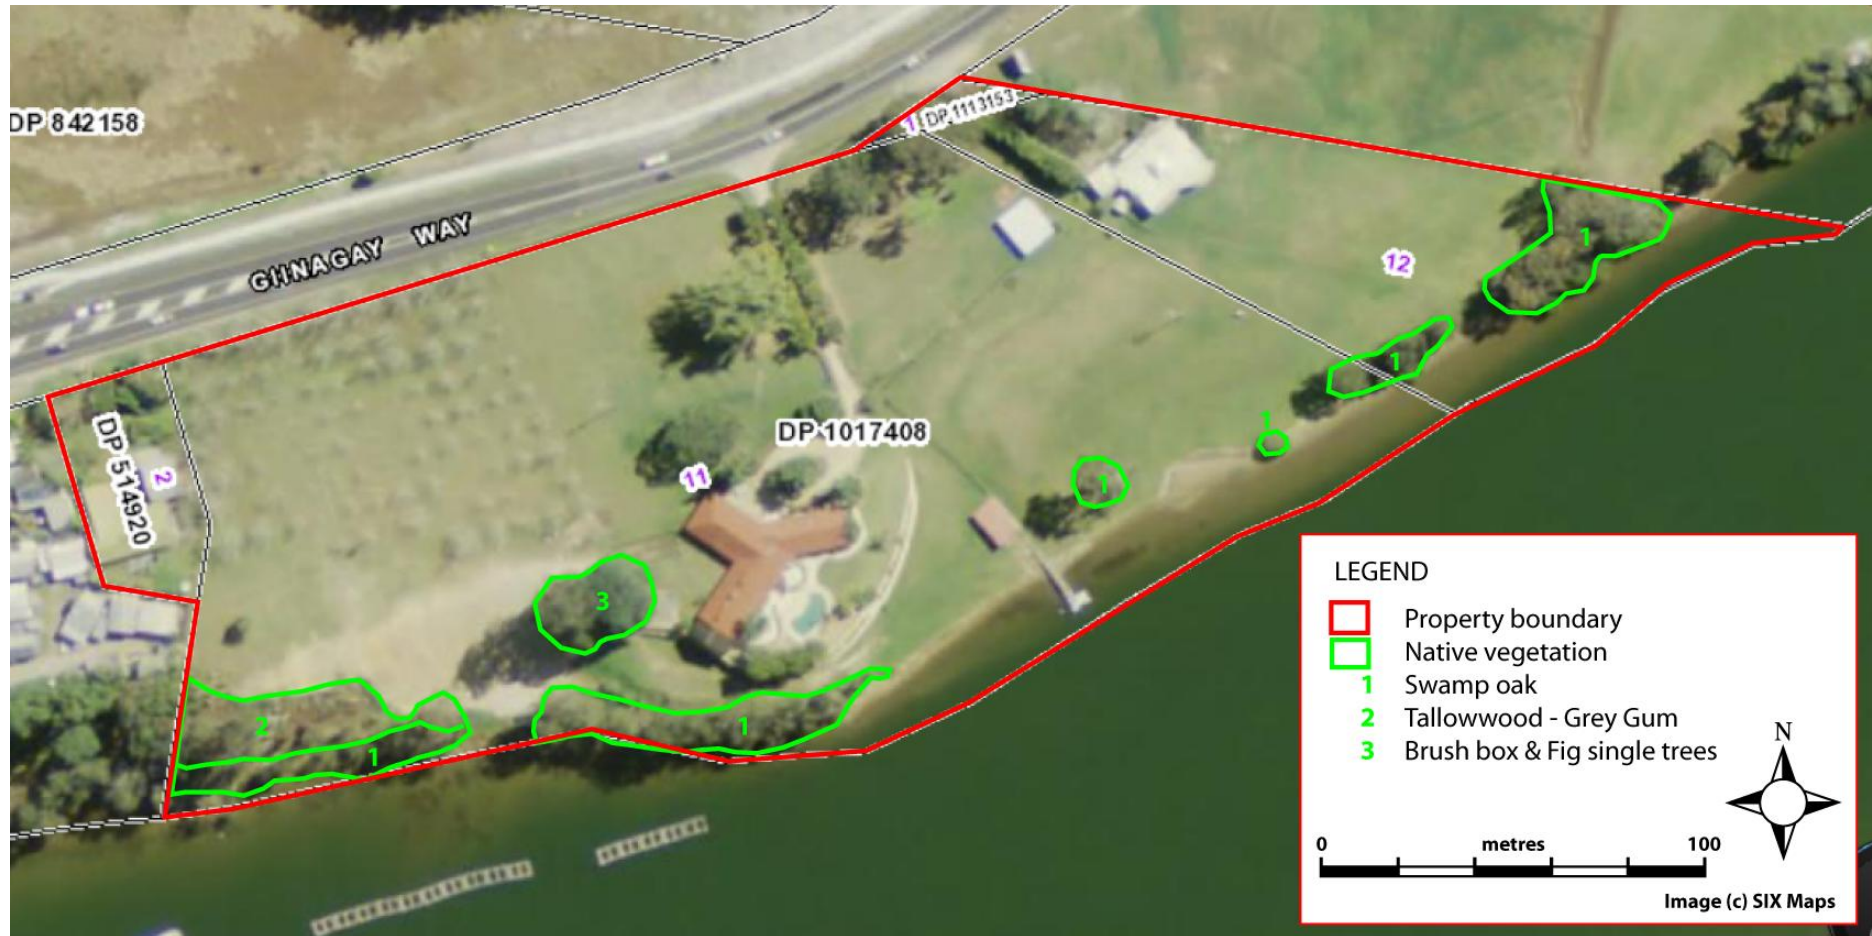 DP 842158
1 DP 1113153
GIINAGAY WAY
1
12
1
DP 514920
2
DP 1017408
1
11
1
3
2
1
1
LEGEND
Property boundary
Native vegetation
1 Swamp oak
2 Tallowwood - Grey Gum
3 Brush box & Fig single trees
N
0 metres 100
Image (c) SIX Maps